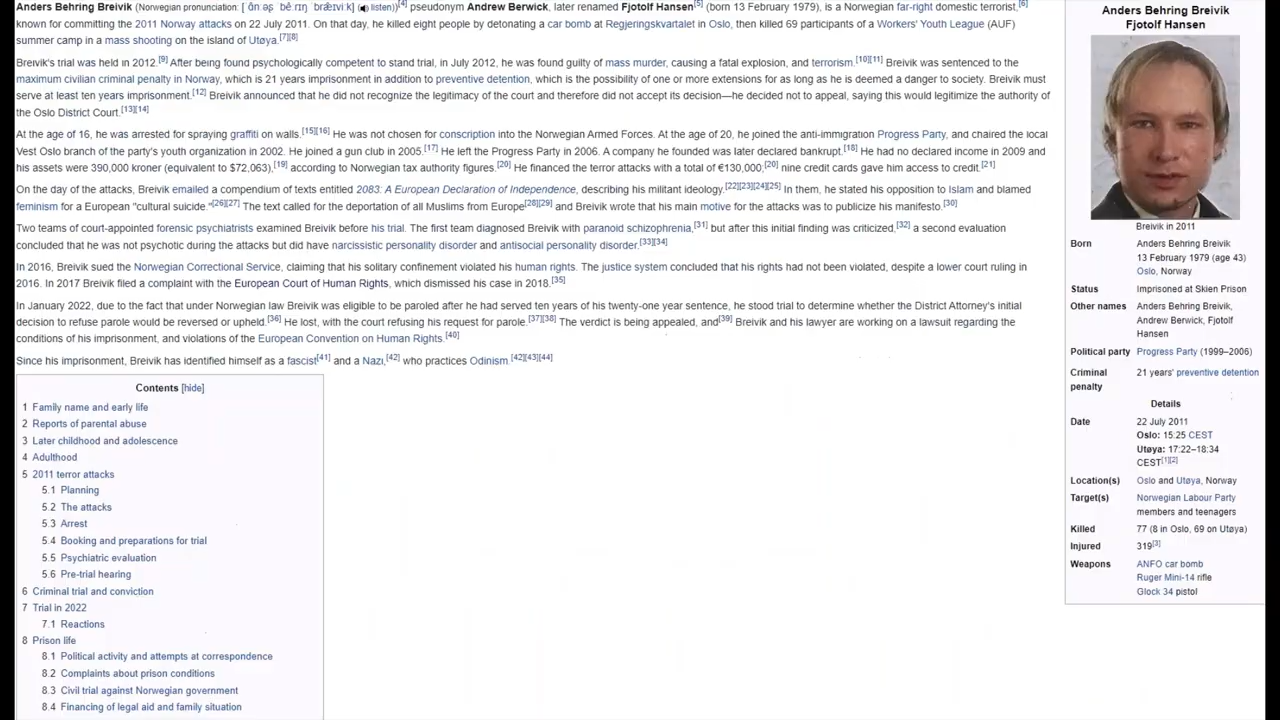 Anders Behring Breivik (Norwegian pronunciation: listen))[4] pseudonym Andrew Berwick, later renamed Fjotolf Hansen[5] (born 13 February 1979), is a Norwegian far-right domestic terrorist,[6]
known for committing the 2011 Norway attacks on 22 July 2011. On that day, he killed eight people by detonating a car bomb at Regjeringskvartalet in Oslo, then killed 69 participants of a Workers' Youth League (AUF)
summer camp in a mass shooting on the island of Utøya.[7][8]
Breivik's trial was held in 2012.[9] After being found psychologically competent to stand trial, in July 2012, he was found guilty of mass murder, causing a fatal explosion, and terrorism.[10][11] Breivik was sentenced to the
maximum civilian criminal penalty in Norway, which is 21 years imprisonment in addition to preventive detention, which is the possibility of one or more extensions for as long as he is deemed a danger to society. Breivik must
serve at least ten years imprisonment.[12] Breivik announced that he did not recognize the legitimacy of the court and therefore did not accept its decision—he decided not to appeal, saying this would legitimize the authority of
the Oslo District Court.[13][14]
At the age of 16, he was arrested for spraying graffiti on walls.[15][16] He was not chosen for conscription into the Norwegian Armed Forces. At the age of 20, he joined the anti-immigration Progress Party, and chaired the local
Vest Oslo branch of the party's youth organization in 2002. He joined a gun club in 2005.[17] He left the Progress Party in 2006. A company he founded was later declared bankrupt.[18] He had no declared income in 2009 and
his assets were 390,000 kroner (equivalent to $72,063),[19] according to Norwegian tax authority figures.[20] He financed the terror attacks with a total of €130,000,[20] nine credit cards gave him access to credit.[21]
On the day of the attacks, Breivik emailed a compendium of texts entitled 2083: A European Declaration of Independence, describing his militant ideology.[22][23][24][25] In them, he stated his opposition to Islam and blamed
feminism for a European "cultural suicide."[26][27] The text called for the deportation of all Muslims from Europe[28][29] and Breivik wrote that his main motive for the attacks was to publicize his manifesto.[30]
Two teams of court-appointed forensic psychiatrists examined Breivik before his trial. The first team diagnosed Breivik with paranoid schizophrenia,[31] but after this initial finding was criticized,[32] a second evaluation
concluded that he was not psychotic during the attacks but did have narcissistic personality disorder and antisocial personality disorder.[33][34]
In 2016, Breivik sued the Norwegian Correctional Service, claiming that his solitary confinement violated his human rights. The justice system concluded that his rights had not been violated, despite a lower court ruling in
2016. In 2017 Breivik filed a complaint with the European Court of Human Rights, which dismissed his case in 2018.[35]
In January 2022, due to the fact that under Norwegian law Breivik was eligible to be paroled after he had served ten years of his twenty-one year sentence, he stood trial to determine whether the District Attorney's initial
decision to refuse parole would be reversed or upheld.[36] He lost, with the court refusing his request for parole.[37][38] The verdict is being appealed, and[39] Breivik and his lawyer are working on a lawsuit regarding the
conditions of his imprisonment, and violations of the European Convention on Human Rights.[40]
Since his imprisonment, Breivik has identified himself as a fascist[41] and a Nazi,[42] who practices Odinism.[42][43][44]
Contents [hide]
1 Family name and early life
2 Reports of parental abuse
3 Later childhood and adolescence
4 Adulthood
5 2011 terror attacks
5.1 Planning
5.2 The attacks
5.3 Arrest
5.4 Booking and preparations for trial
5.5 Psychiatric evaluation
5.6 Pre-trial hearing
6 Criminal trial and conviction
7 Trial in 2022
7.1 Reactions
8 Prison life
8.1 Political activity and attempts at correspondence
8.2 Complaints about prison conditions
8.3 Civil trial against Norwegian government
8.4 Financing of legal aid and family situation
Anders Behring Breivik
Fjotolf Hansen
Breivik in 2011
Born Anders Behring Breivik
13 February 1979 (age 43)
Oslo, Norway
Status Imprisoned at Skien Prison
Other names Anders Behring Breivik,
Andrew Berwick, Fjotolf
Hansen
Political party Progress Party (1999–2006)
Criminal 21 years' preventive detention
penalty
Details
Date 22 July 2011
Oslo: 15:25 CEST
Utøya: 17:22–18:34
CEST[1][2]
Location(s) Oslo and Utøya, Norway
Target(s) Norwegian Labour Party
members and teenagers
Killed 77 (8 in Oslo, 69 on Utøya)
Injured 319[3]
Weapons ANFO car bomb
Ruger Mini-14 rifle
Glock 34 pistol